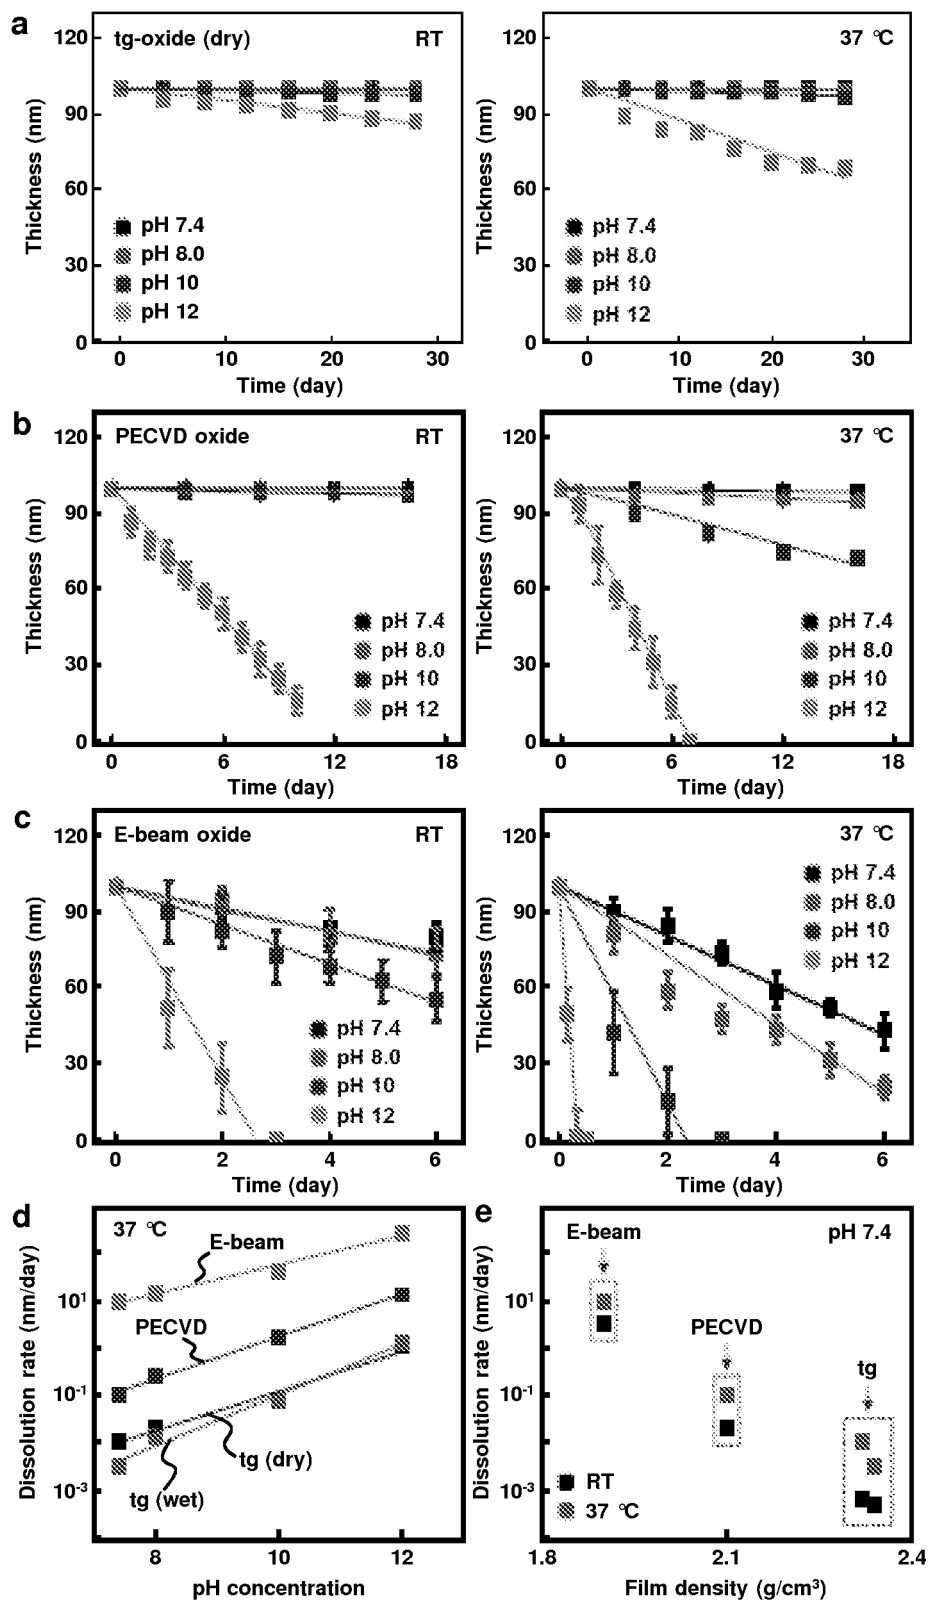 a
tg-oxide (dry) RT
120
90
60
30
0
Thickness (nm)
pH 7.4
pH 8.0
pH 10
pH 12
0 10 20 30
Time (day)
37 °C
120
90
60
30
0
Thickness (nm)
pH 7.4
pH 8.0
pH 10
pH 12
0 10 20 30
Time (day)
b
PECVD oxide RT
120
90
60
30
0
Thickness (nm)
pH 7.4
pH 8.0
pH 10
pH 12
0 6 12 18
Time (day)
37 °C
120
90
60
30
0
Thickness (nm)
pH 7.4
pH 8.0
pH 10
pH 12
0 6 12 18
Time (day)
c
E-beam oxide RT
120
90
60
30
0
Thickness (nm)
pH 7.4
pH 8.0
pH 10
pH 12
0 2 4 6
Time (day)
37 °C
120
90
60
30
0
Thickness (nm)
pH 7.4
pH 8.0
pH 10
pH 12
0 2 4 6
Time (day)
d
37 °C
E-beam
PECVD
tg (dry)
tg (wet)
10¹
10⁻¹
10⁻³
Dissolution rate (nm/day)
8 10 12
pH concentration
e
E-beam pH 7.4
PECVD
tg
10¹
10⁻¹
10⁻³
Dissolution rate (nm/day)
RT
37 °C
1.8 2.1 2.4
Film density (g/cm³)